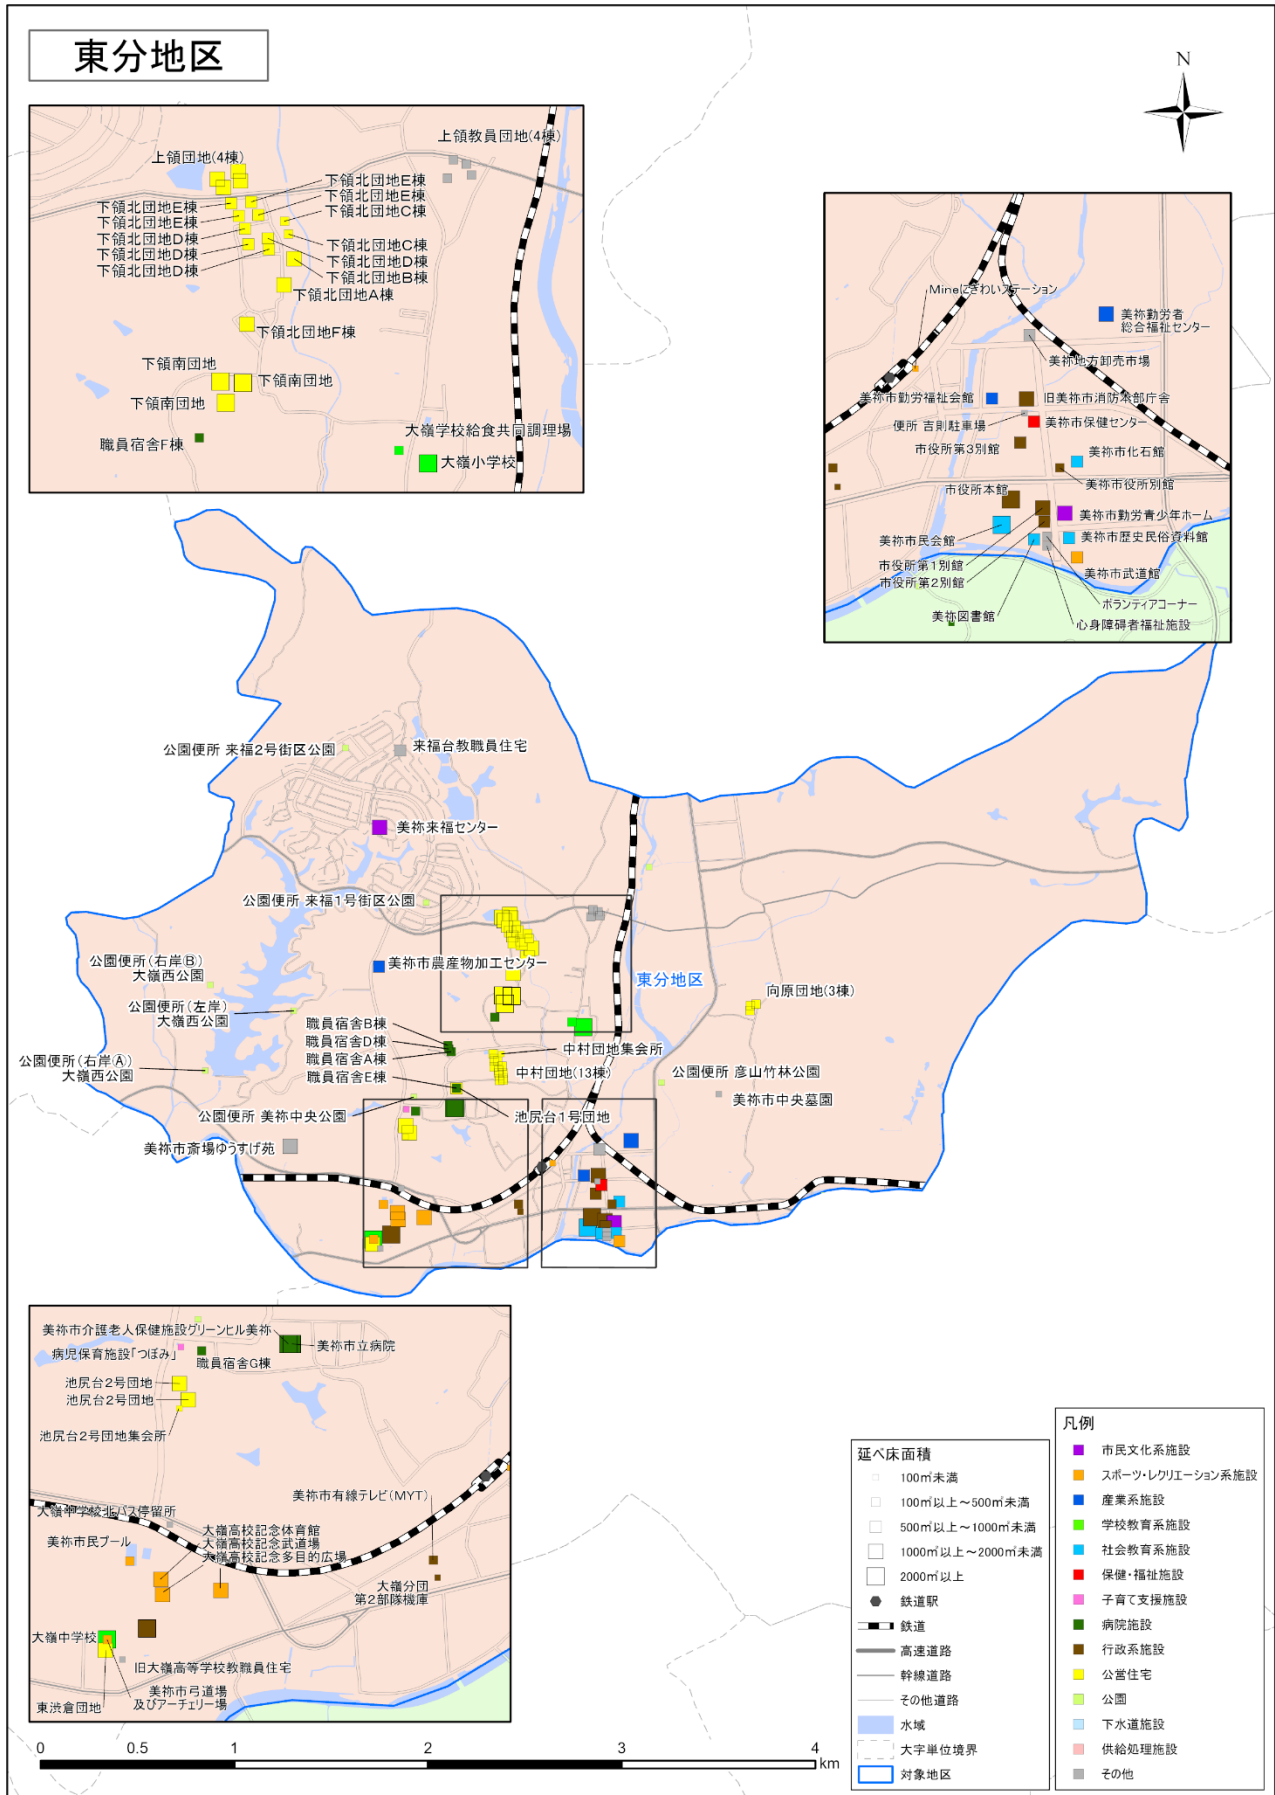 東分地区
N
上領教員団地(4棟)
上領団地(4棟)
下領北団地E棟
下領北団地E棟
下領北団地C棟
下領北団地E棟
下領北団地E棟
下領北団地D棟
下領北団地D棟
下領北団地D棟
下領北団地C棟
下領北団地D棟
下領北団地B棟
下領北団地A棟
下領北団地F棟
下領南団地
下領南団地
下領南団地
職員宿舎F棟
大嶺学校給食共同調理場
大嶺小学校
Mineにぎわいステーション
美祢勤労者
総合福祉センター
美祢地方卸売市場
美祢市勤労福祉会館
旧美祢市消防本部庁舎
便所 吉則駐車場
美祢市保健センター
市役所第3別館
美祢市化石館
美祢市役所別館
市役所本館
美祢市勤労青少年ホーム
美祢市民会館
美祢市歴史民俗資料館
市役所第1別館
市役所第2別館
美祢市武道館
ボランティアコーナー
美祢図書館
心身障碍者福祉施設
公園便所 来福2号街区公園
来福台教職員住宅
美祢来福センター
公園便所 来福1号街区公園
美祢市農産物加工センター
東分地区
公園便所(右岸Ⓑ)
大嶺西公園
公園便所(左岸)
大嶺西公園
向原団地(3棟)
職員宿舎B棟
職員宿舎D棟
職員宿舎A棟
職員宿舎E棟
中村団地集会所
中村団地(13棟)
公園便所(右岸Ⓐ)
大嶺西公園
公園便所 彦山竹林公園
美祢市中央墓園
公園便所 美祢中央公園
池尻台1号団地
美祢市斎場ゆうすげ苑
美祢市介護老人保健施設グリーンヒル美祢
美祢市立病院
病児保育施設「つぼみ」
職員宿舎G棟
池尻台2号団地
池尻台2号団地
池尻台2号団地集会所
美祢市有線テレビ(MYT)
大嶺中学校北バス停留所
大嶺高校記念体育館
大嶺高校記念武道場
大嶺高校記念多目的広場
美祢市民プール
大嶺分団
第2部隊機庫
大嶺中学校
旧大嶺高等学校教職員住宅
美祢市弓道場
及びアーチェリー場
東渋倉団地
0
0.5
1
2
3
4
km
延べ床面積
100㎡未満
100㎡以上～500㎡未満
500㎡以上～1000㎡未満
1000㎡以上～2000㎡未満
2000㎡以上
鉄道駅
鉄道
高速道路
幹線道路
その他道路
水域
大字単位境界
対象地区
凡例
市民文化系施設
スポーツ・レクリエーション系施設
産業系施設
学校教育系施設
社会教育系施設
保健・福祉施設
子育て支援施設
病院施設
行政系施設
公営住宅
公園
下水道施設
供給処理施設
その他